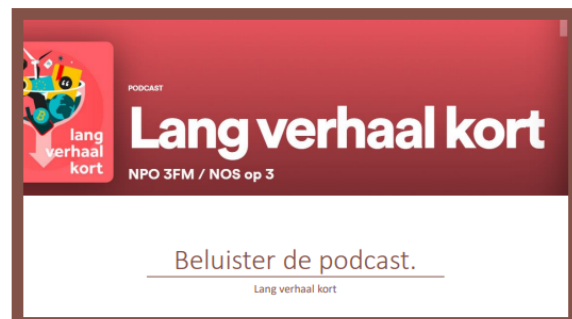 PODCAST
Lang verhaal kort
NPO 3FM / NOS op 3
lang
verhaal
kort
Beluister de podcast.
Lang verhaal kort